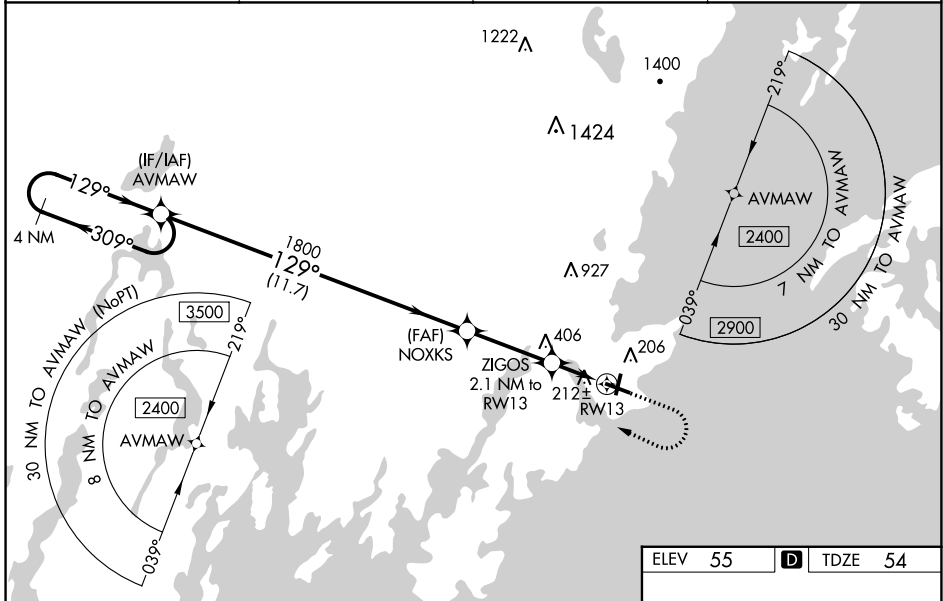 1222
1400
1424
219°
(IF/IAF)
AVMAW
129°
4 NM
309°
1800
129°
(11.7)
AVMAW
2400
7 NM TO AVMAW
30 NM TO AVMAW
039°
2900
927
(FAF)
NOXKS
406
ZIGOS
2.1 NM to
RW13
206
212±
RW13
30 NM TO AVMAW (NoPT)
3500
219°
8 NM TO AVMAW
2400
AVMAW
039°
ELEV 55 D TDZE 54